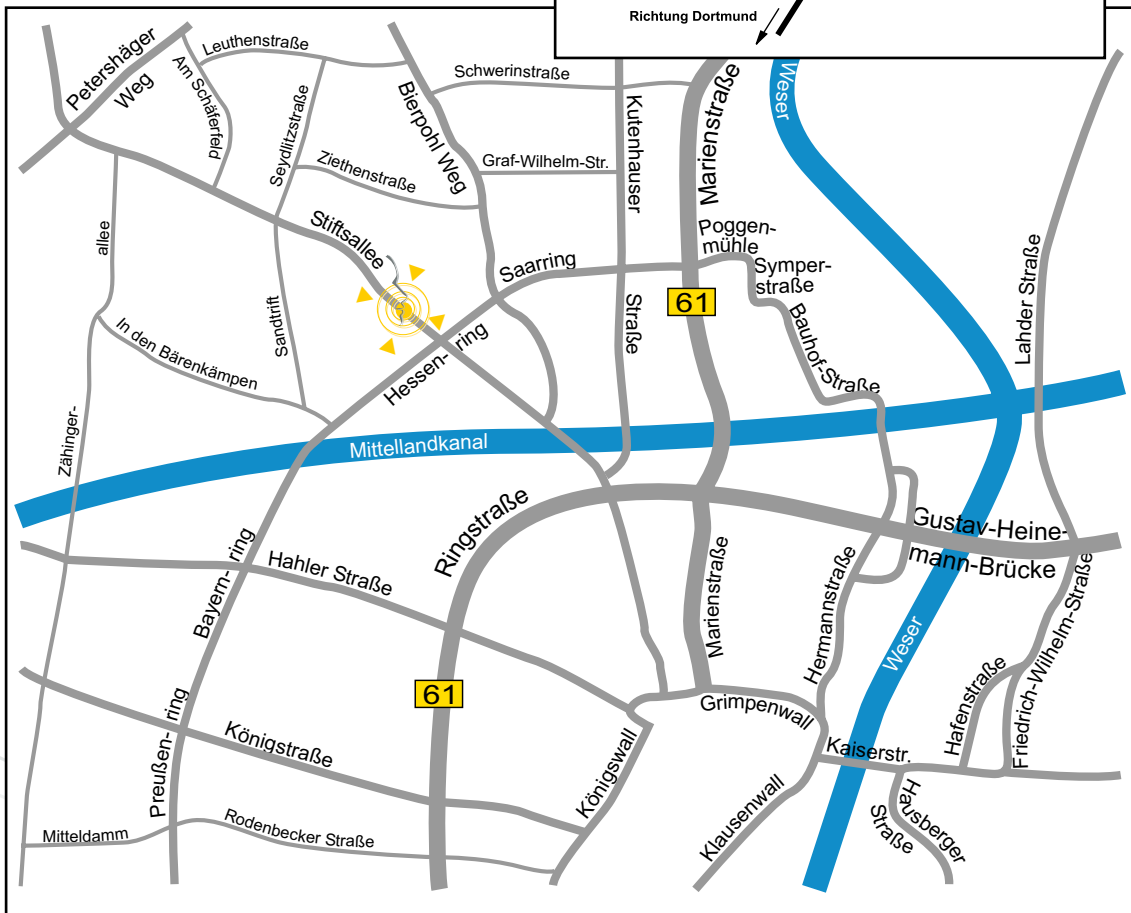 Richtung Dortmund
Petershäger
Weg
Leuthenstraße
Am Schäferfeld
Seydlitzstraße
Ziethenstraße
Bierpohl Weg
Schwerinstraße
Graf-Wilhelm-Str.
Kutenhauser
Straße
Marienstraße
Weser
Poggen-
mühle
Symper-
straße
Bauhof-Straße
Lahder Straße
Stiftsallee
Saarring
61
allee
Zähinger-
In den Bärenkämpen
Sandtrift
Hessen-
ring
Mittellandkanal
Ringstraße
Gustav-Heine-
mann-Brücke
Bayern-
ring
Hahler Straße
Marienstraße
Hermannstraße
Weser
Friedrich-Wilhelm-Straße
Hafenstraße
61
Preußen-
ring
Königstraße
Königswall
Grimpenwall
Kaiserstr.
Klausenwall
Hausberger
Straße
Mitteldamm
Rodenbecker Straße